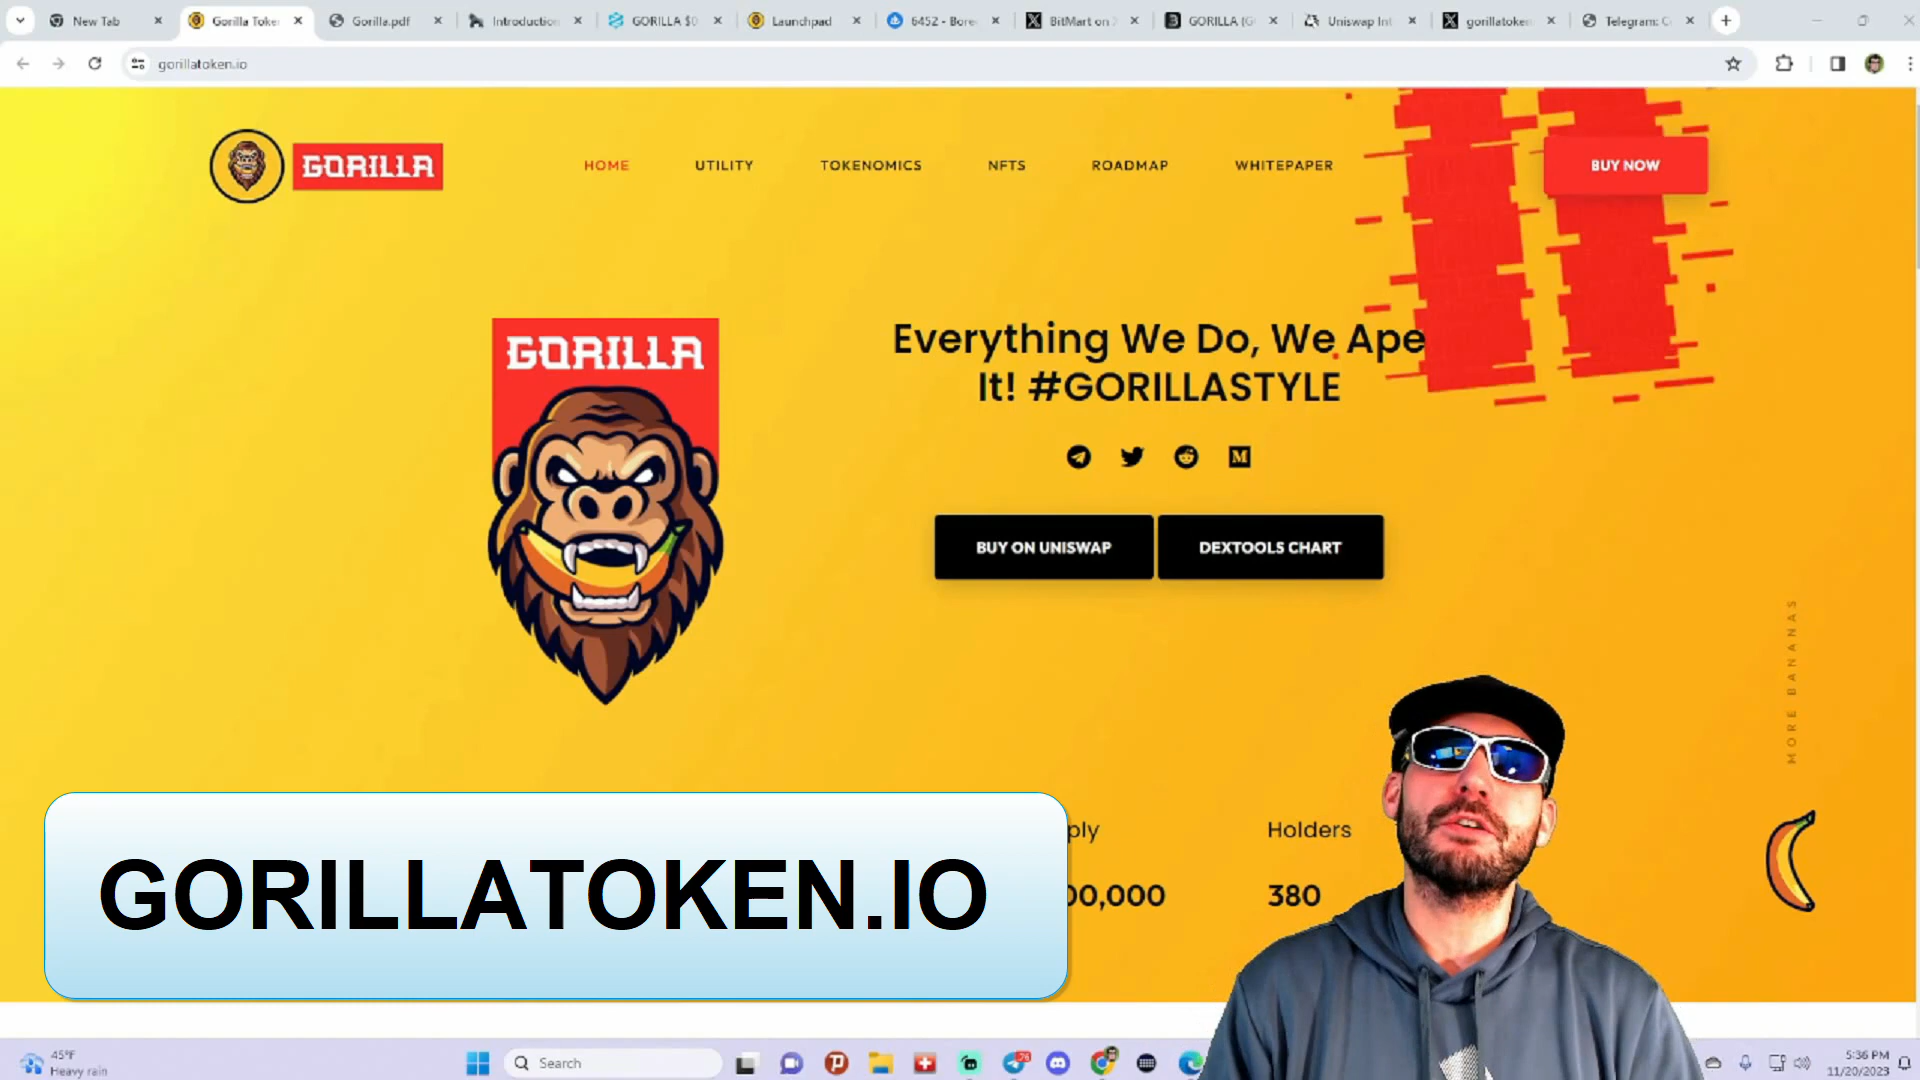 New Tab
Gorilla Toke
Gorilla.pdf
Introduction
GORILLA $0
Launchpad
6452 - Bore
BitMart on
GORILLA (G
Uniswap Int
gorillatoken
Telegram: C
gorillatoken.io
GORILLA
HOME
UTILITY
TOKENOMICS
NFTS
ROADMAP
WHITEPAPER
BUY NOW
GORILLA
Everything We Do, We Ape
It! #GORILLASTYLE
BUY ON UNISWAP
DEXTOOLS CHART
MORE BANANAS
ply
Holders
00,000
380
GORILLATOKEN.IO
45°F
Heavy rain
Search
5:36 PM
11/20/2023